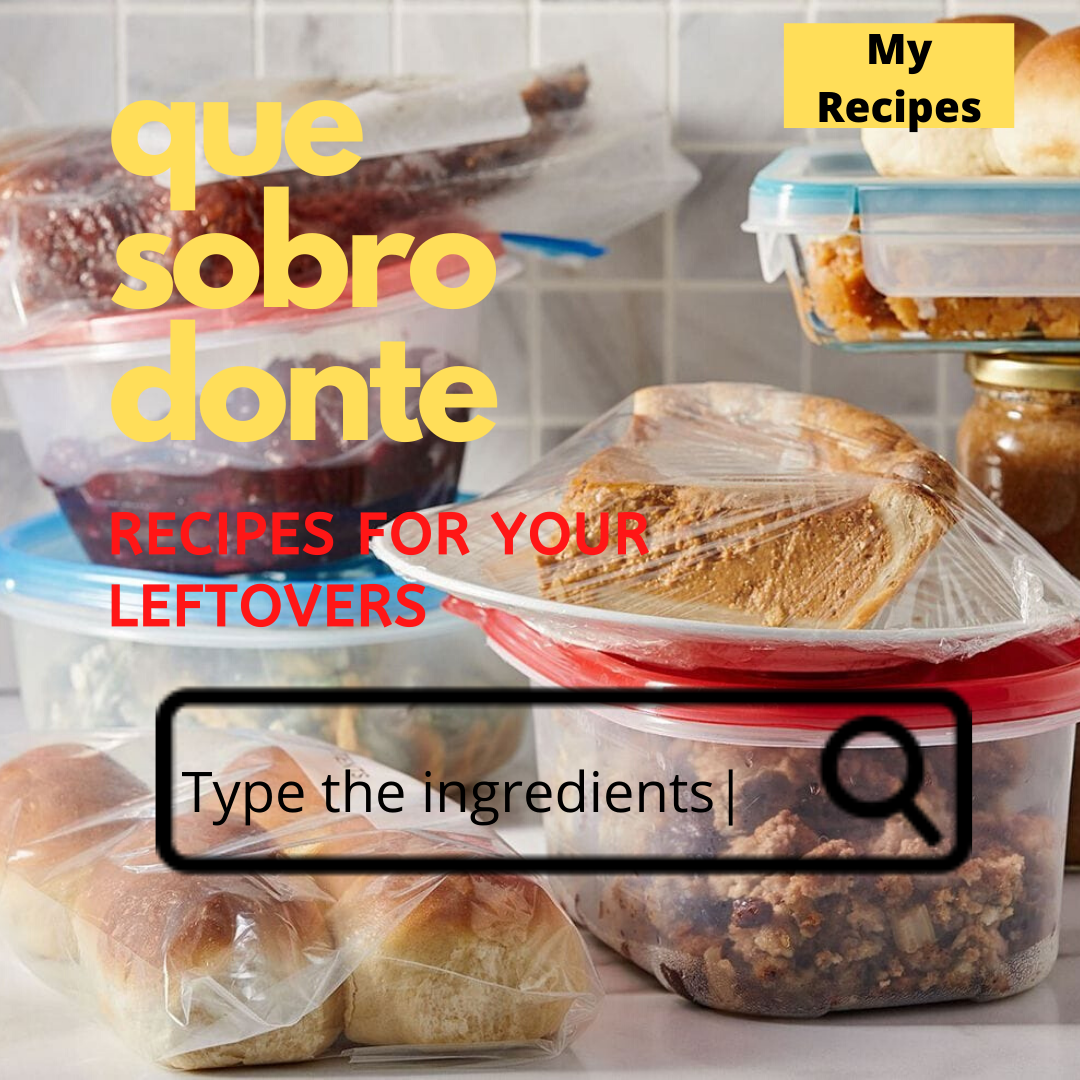 My
Recipes
que
sobro
donte
RECIPES FOR YOUR
LEFTOVERS
Type the ingredients|